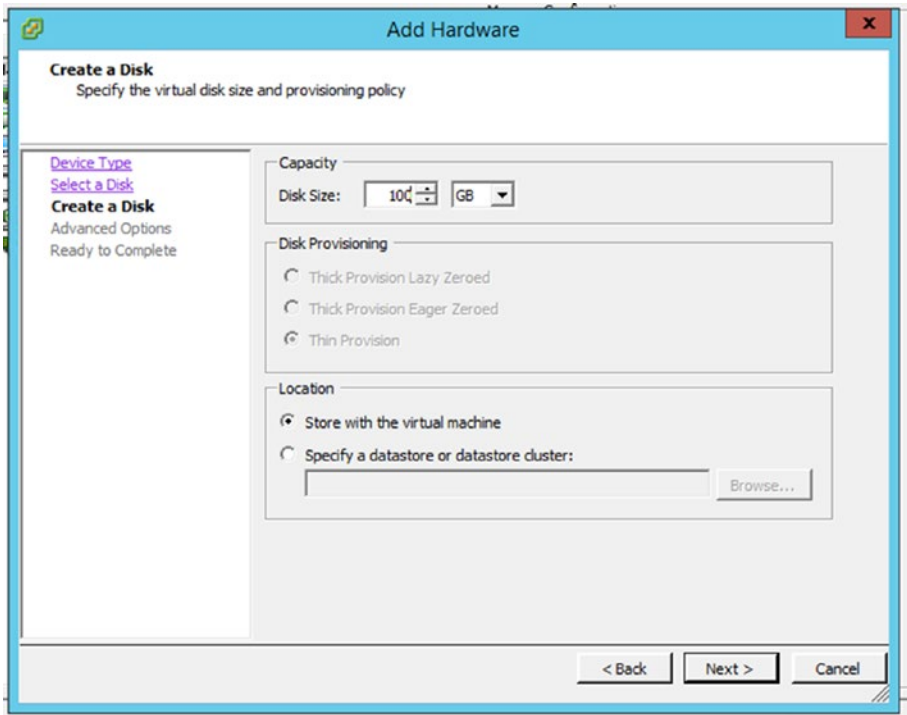 Add Hardware
x
Create a Disk
Specify the virtual disk size and provisioning policy
Device Type
Select a Disk
Create a Disk
Advanced Options
Ready to Complete
Capacity
Disk Size: 100 GB
Disk Provisioning
Thick Provision Lazy Zeroed
Thick Provision Eager Zeroed
Thin Provision
Location
Store with the virtual machine
Specify a datastore or datastore cluster:
Browse...
< Back Next > Cancel